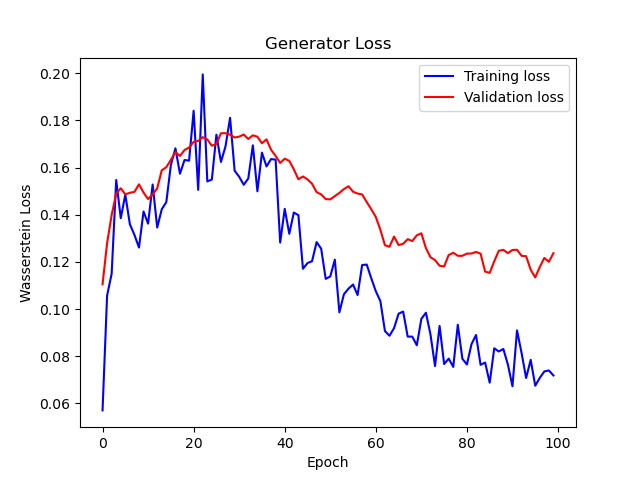 Generator Loss
Training loss
Validation loss
0.20
0.18
0.16
0.14
0.12
0.10
0.08
0.06
Wasserstein Loss
0 20 40 60 80 100
Epoch